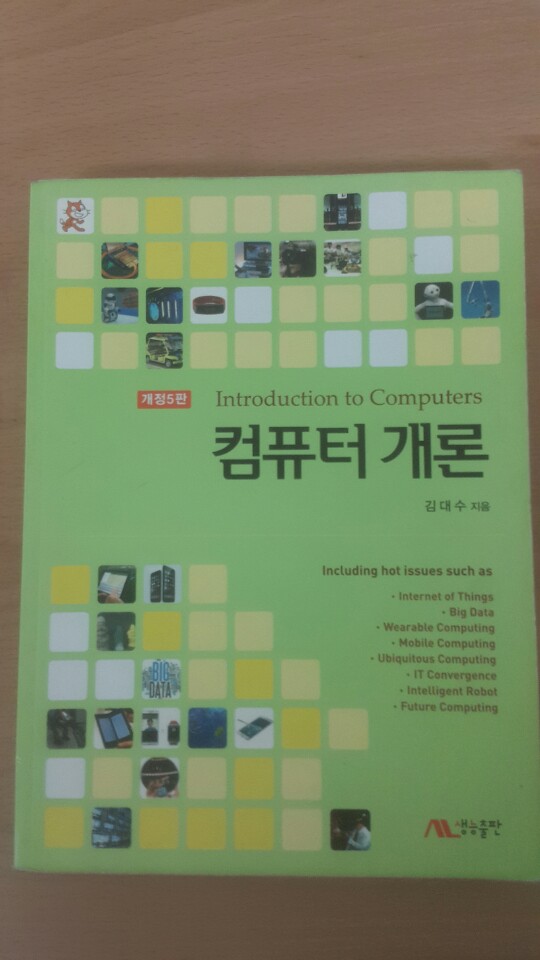 개정5판 Introduction to Computers
컴퓨터 개론
김대수 지음
Including hot issues such as
· Internet of Things
· Big Data
· Wearable Computing
· Mobile Computing
· Ubiquitous Computing
· IT Convergence
· Intelligent Robot
· Future Computing
BIG
DATA
생능출판